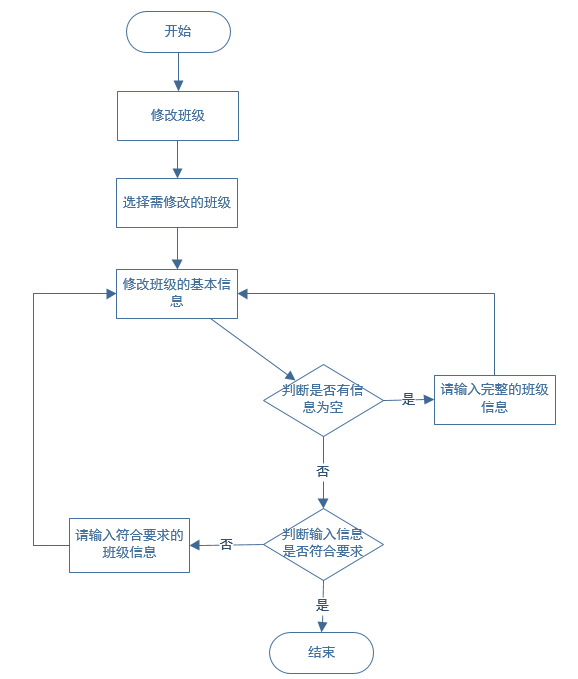 开始
修改班级
选择需修改的班级
修改班级的基本信
息
判断是否有信
息为空
是
请输入完整的班级
信息
否
判断输入信息
是否符合要求
否
请输入符合要求的
班级信息
是
结束